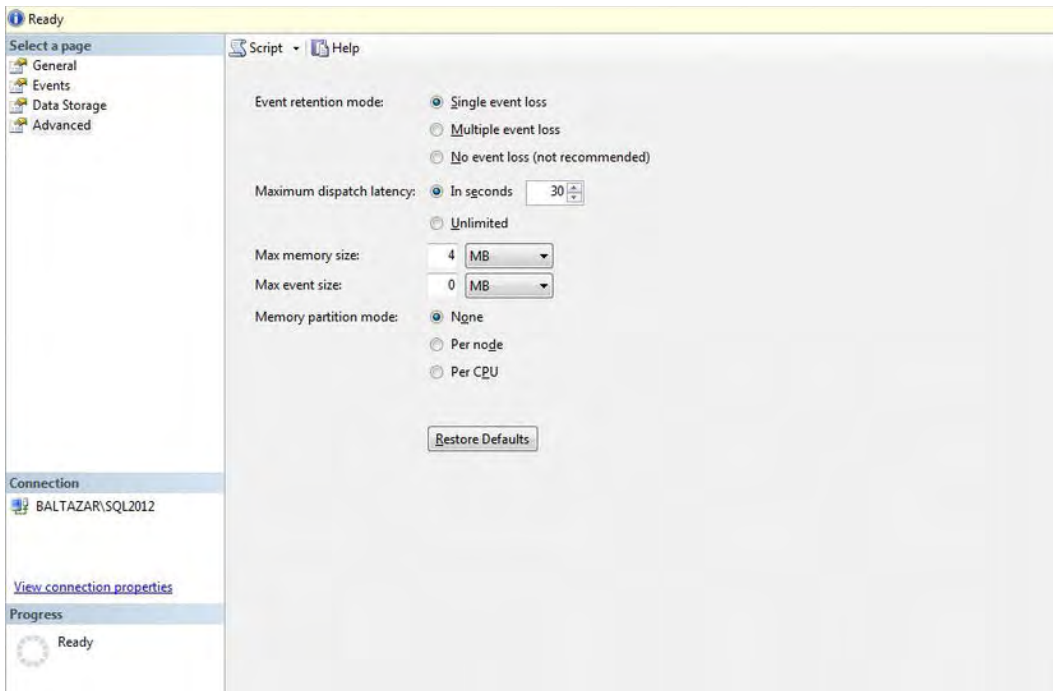 Ready
Select a page
General
Events
Data Storage
Advanced
Script Help
Event retention mode: Single event loss
Multiple event loss
No event loss (not recommended)
Maximum dispatch latency: In seconds 30
Unlimited
Max memory size: 4 MB
Max event size: 0 MB
Memory partition mode: None
Per node
Per CPU
Restore Defaults
Connection
BALTAZAR\SQL2012
View connection properties
Progress
Ready